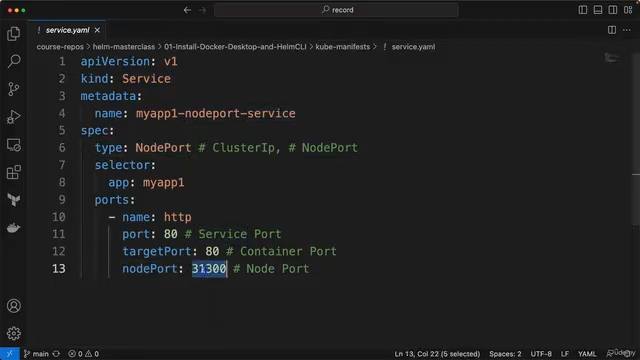 record
service.yaml
course-repos > helm-masterclass > 01-Install-Docker-Desktop-and-HelmCLI > kube-manifests > service.yaml
1 apiVersion: v1
2 kind: Service
3 metadata:
4 name: myapp1-nodeport-service
5 spec:
6 type: NodePort # ClusterIp, # NodePort
7 selector:
8 app: myapp1
9 ports:
10 - name: http
11 port: 80 # Service Port
12 targetPort: 80 # Container Port
13 nodePort: 31300 # Node Port
main 0 0 Ln 13, Col 22 (5 selected) Spaces: 2 UTF-8 LF YAML